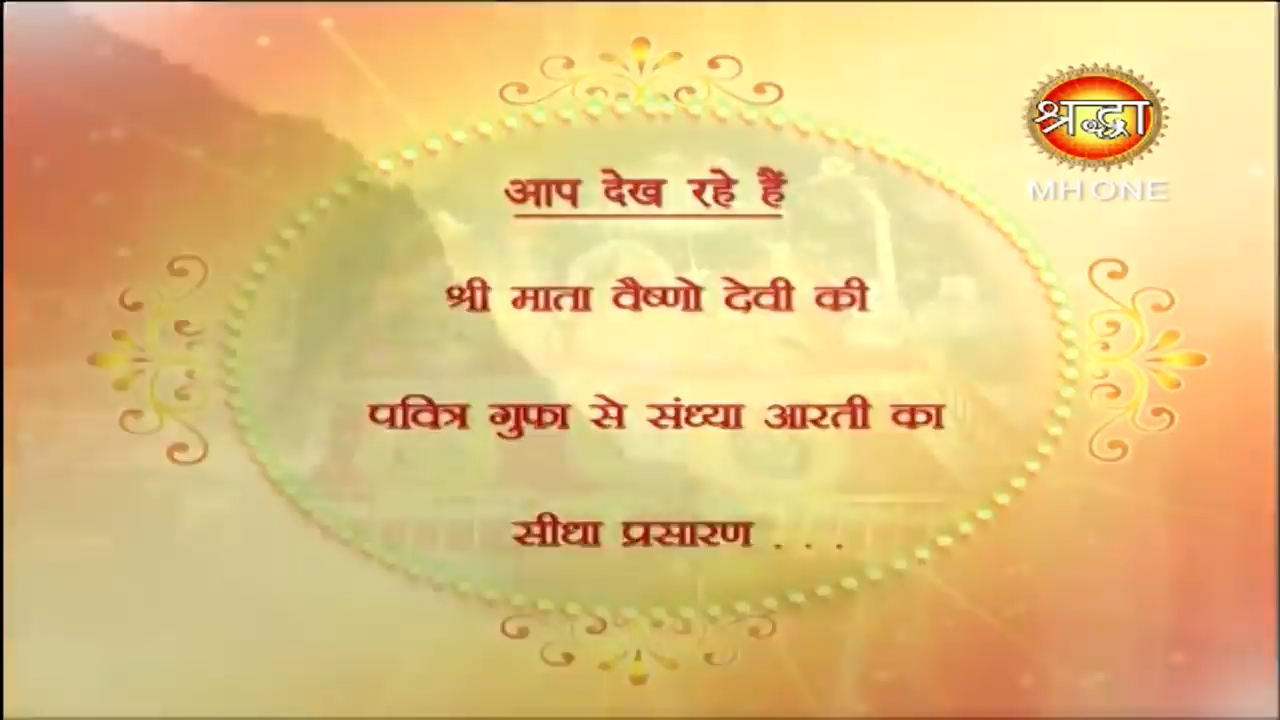 श्रद्धा
MH ONE
आप देख रहे हैं
श्री माता वैष्णो देवी की
पवित्र गुफा से संध्या आरती का
सीधा प्रसारण . . .